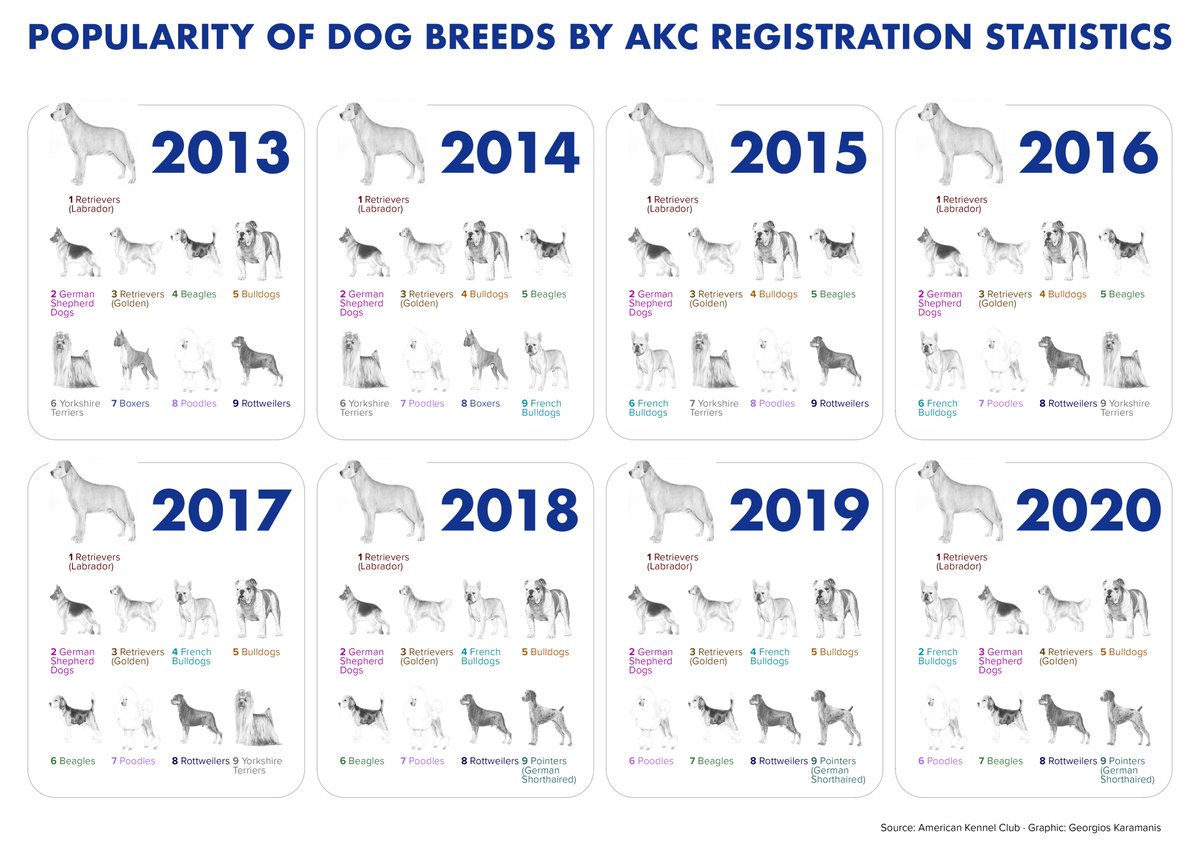 POPULARITY OF DOG BREEDS BY AKC REGISTRATION STATISTICS
2013
1 Retrievers
(Labrador)
2 German
Shepherd
Dogs
3 Retrievers
(Golden)
4 Beagles
5 Bulldogs
6 Yorkshire
Terriers
7 Boxers
8 Poodles
9 Rottweilers
2014
1 Retrievers
(Labrador)
2 German
Shepherd
Dogs
3 Retrievers
(Golden)
4 Bulldogs
5 Beagles
6 Yorkshire
Terriers
7 Poodles
8 Boxers
9 French
Bulldogs
2015
1 Retrievers
(Labrador)
2 German
Shepherd
Dogs
3 Retrievers
(Golden)
4 Bulldogs
5 Beagles
6 French
Bulldogs
7 Yorkshire
Terriers
8 Poodles
9 Rottweilers
2016
1 Retrievers
(Labrador)
2 German
Shepherd
Dogs
3 Retrievers
(Golden)
4 Bulldogs
5 Beagles
6 French
Bulldogs
7 Poodles
8 Rottweilers
9 Yorkshire
Terriers
2017
1 Retrievers
(Labrador)
2 German
Shepherd
Dogs
3 Retrievers
(Golden)
4 French
Bulldogs
5 Bulldogs
6 Beagles
7 Poodles
8 Rottweilers
9 Yorkshire
Terriers
2018
1 Retrievers
(Labrador)
2 German
Shepherd
Dogs
3 Retrievers
(Golden)
4 French
Bulldogs
5 Bulldogs
6 Beagles
7 Poodles
8 Rottweilers
9 Pointers
(German
Shorthaired)
2019
1 Retrievers
(Labrador)
2 German
Shepherd
Dogs
3 Retrievers
(Golden)
4 French
Bulldogs
5 Bulldogs
6 Poodles
7 Beagles
8 Rottweilers
9 Pointers
(German
Shorthaired)
2020
1 Retrievers
(Labrador)
2 French
Bulldogs
3 German
Shepherd
Dogs
4 Retrievers
(Golden)
5 Bulldogs
6 Poodles
7 Beagles
8 Rottweilers
9 Pointers
(German
Shorthaired)
Source: American Kennel Club · Graphic: Georgios Karamanis